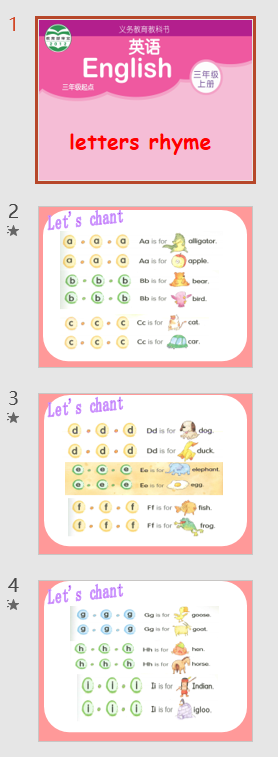 1
义务教育教科书
英语
English
三年级
上册
三年级起点
letters rhyme
2
Let's chant
a a a Aa is for alligator.
a a a Aa is for apple.
b b b Bb is for bear.
b b b Bb is for bird.
c c c Cc is for cat.
c c c Cc is for car.
3
Let's chant
d d d Dd is for dog.
d d d Dd is for duck.
e e e Ee is for elephant.
e e e Ee is for egg.
f f f Ff is for fish.
f f f Ff is for frog.
4
Let's chant
g g g Gg is for goose.
g g g Gg is for goat.
h h h Hh is for hen.
h h h Hh is for horse.
i i i Ii is for Indian.
i i i Ii is for igloo.